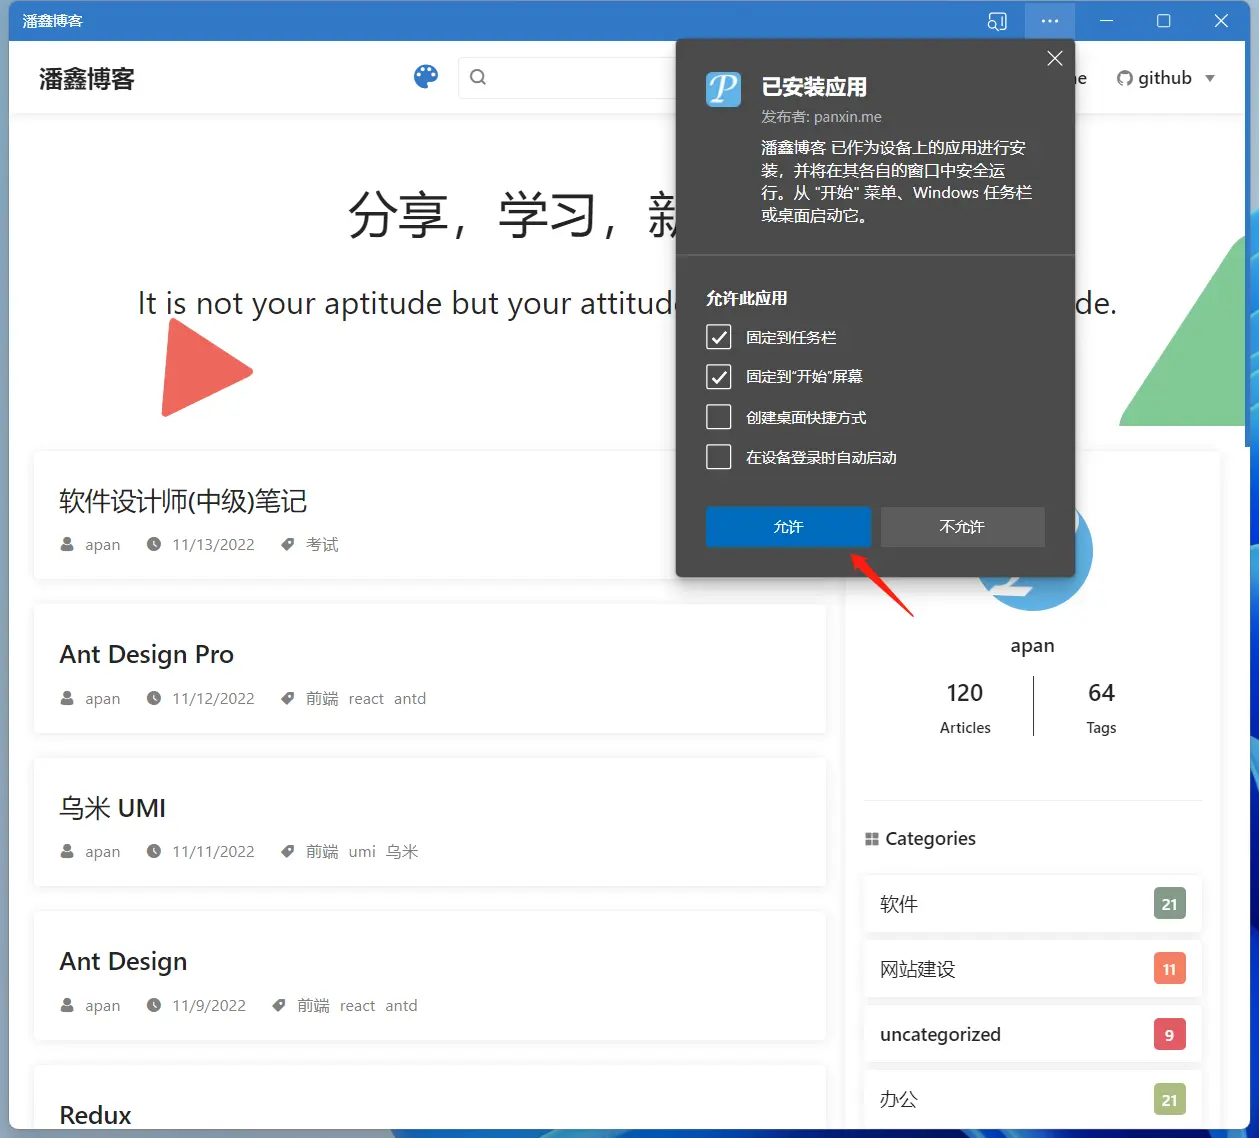 潘鑫博客
潘鑫博客
github
已安装应用
发布者: panxin.me
潘鑫博客 已作为设备上的应用进行安
装，并将在其各自的窗口中安全运
行。从 "开始" 菜单、Windows 任务栏
或桌面启动它。
分享，学习，新
It is not your aptitude but your attitude
de.
允许此应用
固定到任务栏
固定到"开始"屏幕
创建桌面快捷方式
在设备登录时自动启动
允许
不允许
软件设计师(中级)笔记
apan 11/13/2022 考试
Ant Design Pro
apan 11/12/2022 前端 react antd
乌米 UMI
apan 11/11/2022 前端 umi 乌米
Ant Design
apan 11/9/2022 前端 react antd
Redux
apan
120 64
Articles Tags
Categories
软件 21
网站建设 11
uncategorized 9
办公 21